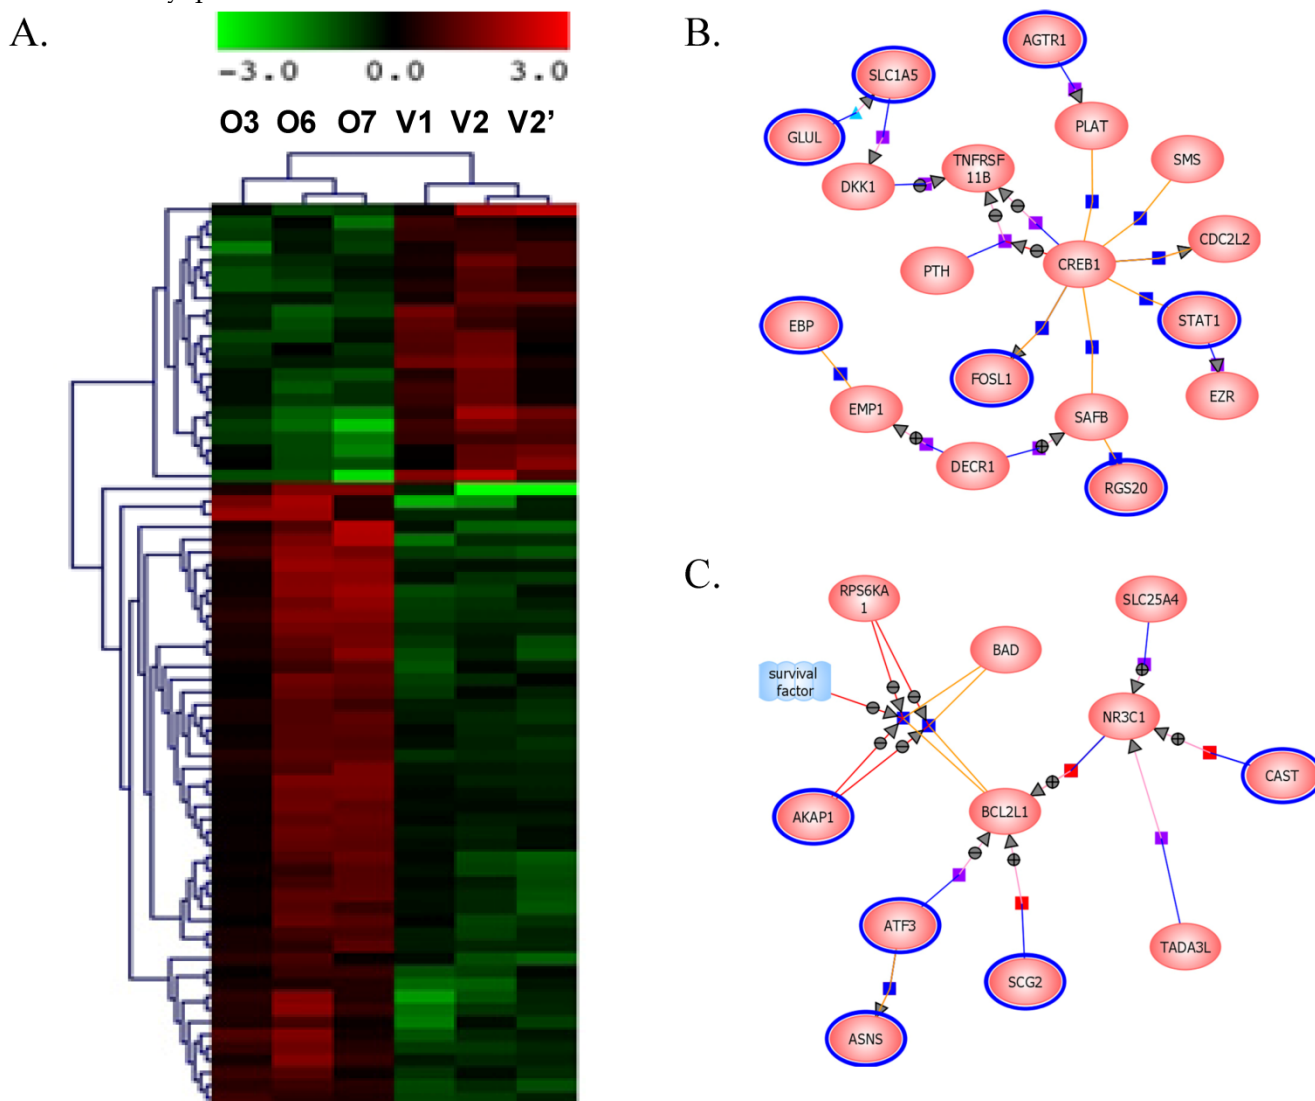 A.
-3.0 0.0 3.0
O3 O6 O7 V1 V2 V2'
B.
AGTR1
SLC1A5
GLUL
PLAT
TNFRSF
11B
SMS
DKK1
CDC2L2
PTH
CREB1
EBP
STAT1
FOSL1
EZR
EMP1
SAFB
DECR1
RGS20
C.
RPS6KA
1
SLC25A4
BAD
survival
factor
NR3C1
CAST
AKAP1
BCL2L1
ATF3
TADA3L
SCG2
ASNS